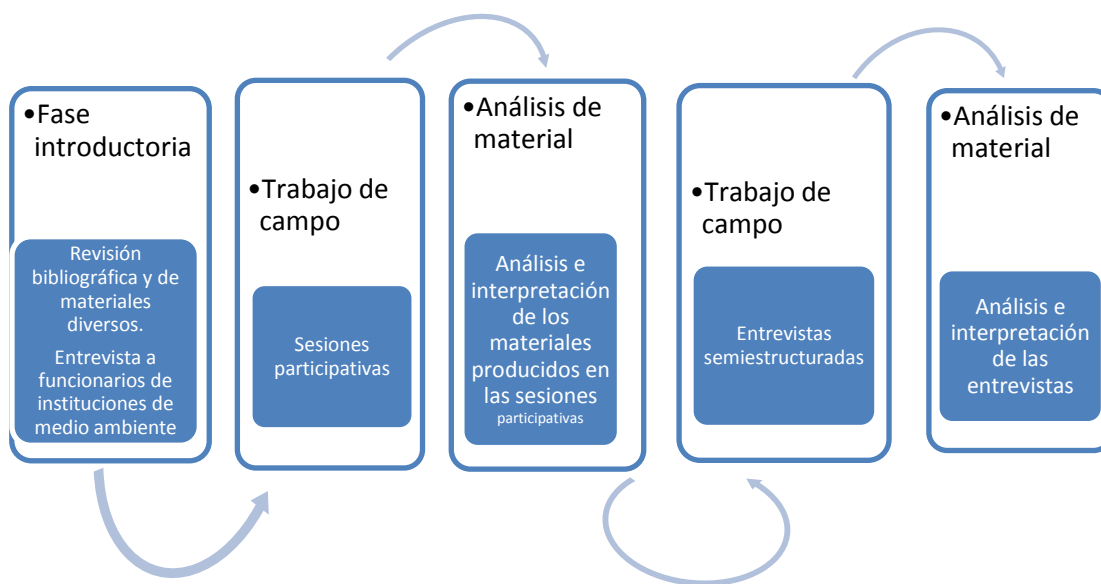 •Fase
introductoria
Revisión
bibliográfica y de
materiales
diversos.
Entrevista a
funcionarios de
instituciones de
medio ambiente
•Trabajo de
campo
Sesiones
participativas
•Análisis de
material
Análisis e
interpretación
de los
materiales
producidos en
las sesiones
participativas
•Trabajo de
campo
Entrevistas
semiestructuradas
•Análisis de
material
Análisis e
interpretación
de las
entrevistas